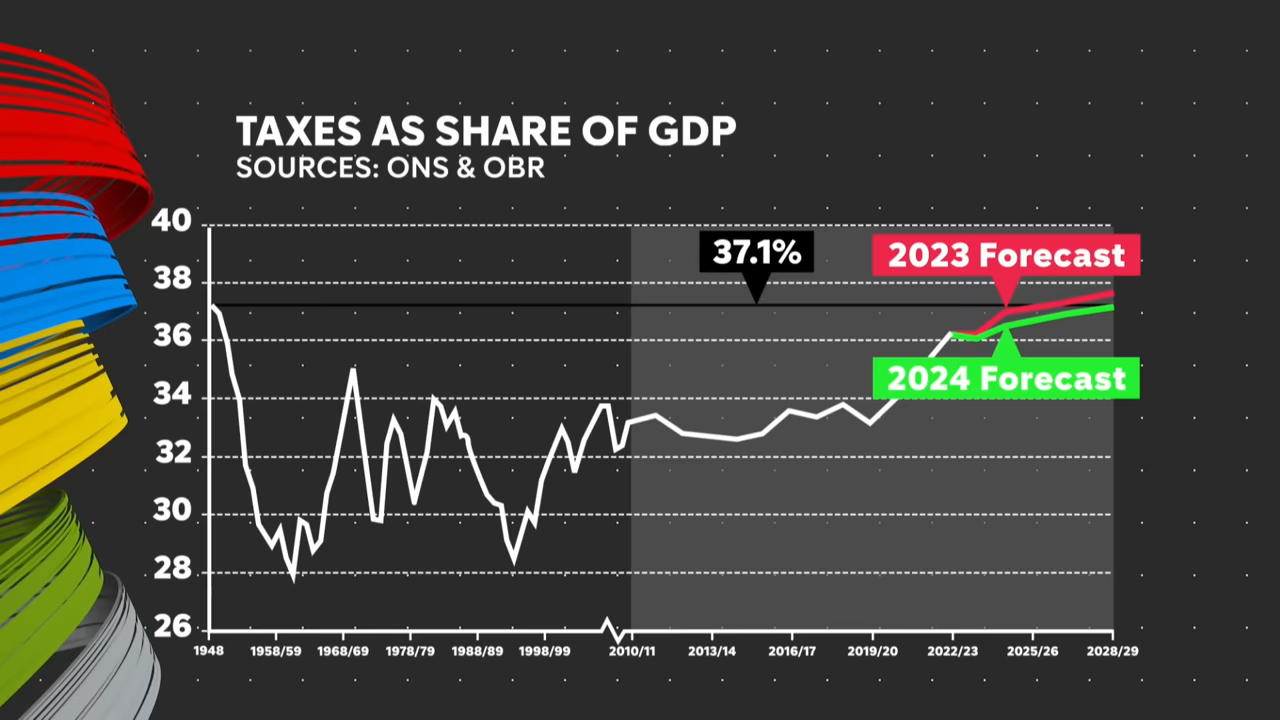 TAXES AS SHARE OF GDP
SOURCES: ONS & OBR
40
37.1%
2023 Forecast
38
36
2024 Forecast
34
32
30
28
26
1948 1958/59 1968/69 1978/79 1988/89 1998/99 2010/11 2013/14 2016/17 2019/20 2022/23 2025/26 2028/29